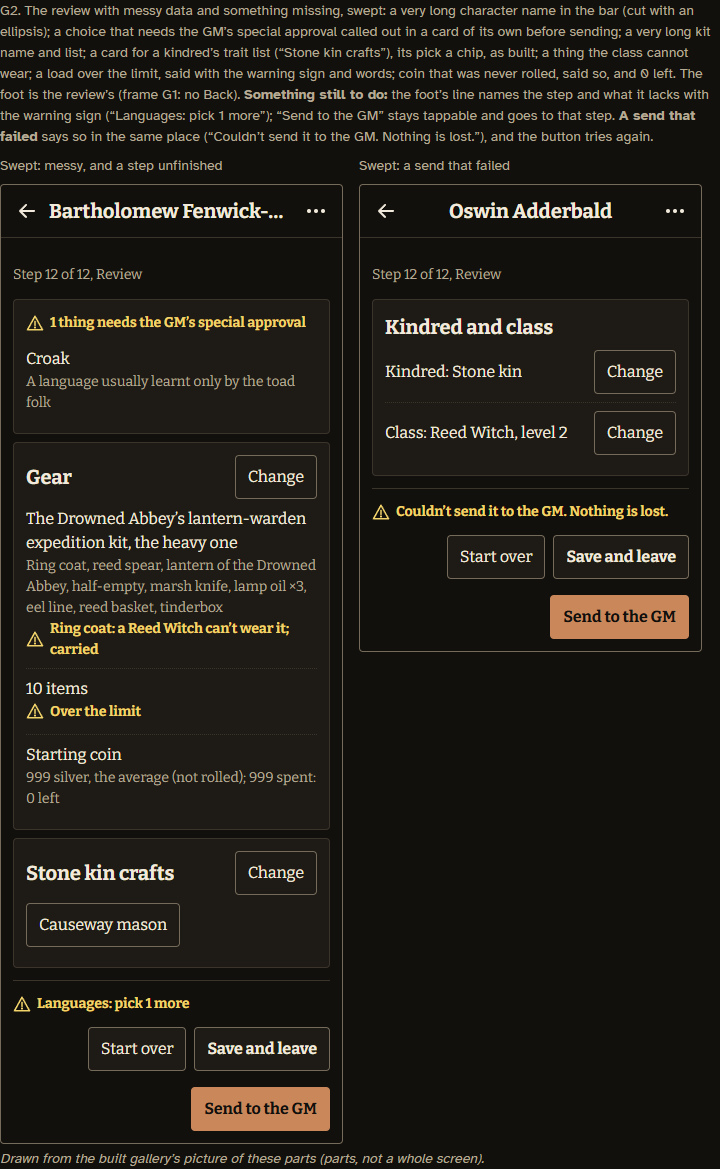 G2. The review with messy data and something missing, swept: a very long character name in the bar (cut with an
ellipsis); a choice that needs the GM’s special approval called out in a card of its own before sending; a very long kit
name and list; a card for a kindred’s trait list (“Stone kin crafts”), its pick a chip, as built; a thing the class cannot
wear; a load over the limit, said with the warning sign and words; coin that was never rolled, said so, and 0 left. The
foot is the review’s (frame G1: no Back). Something still to do: the foot’s line names the step and what it lacks with
the warning sign (“Languages: pick 1 more”); “Send to the GM” stays tappable and goes to that step. A send that
failed says so in the same place (“Couldn’t send it to the GM. Nothing is lost.”), and the button tries again.
Swept: messy, and a step unfinished
Bartholomew Fenwick-...
Step 12 of 12, Review
1 thing needs the GM’s special approval
Croak
A language usually learnt only by the toad
folk
Gear
Change
The Drowned Abbey’s lantern-warden
expedition kit, the heavy one
Ring coat, reed spear, lantern of the Drowned
Abbey, half-empty, marsh knife, lamp oil ×3,
eel line, reed basket, tinderbox
Ring coat: a Reed Witch can’t wear it;
carried
10 items
Over the limit
Starting coin
999 silver, the average (not rolled); 999 spent:
0 left
Stone kin crafts
Change
Causeway mason
Languages: pick 1 more
Start over
Save and leave
Send to the GM
Swept: a send that failed
Oswin Adderbald
Step 12 of 12, Review
Kindred and class
Kindred: Stone kin
Change
Class: Reed Witch, level 2
Change
Couldn’t send it to the GM. Nothing is lost.
Start over
Save and leave
Send to the GM
Drawn from the built gallery’s picture of these parts (parts, not a whole screen).